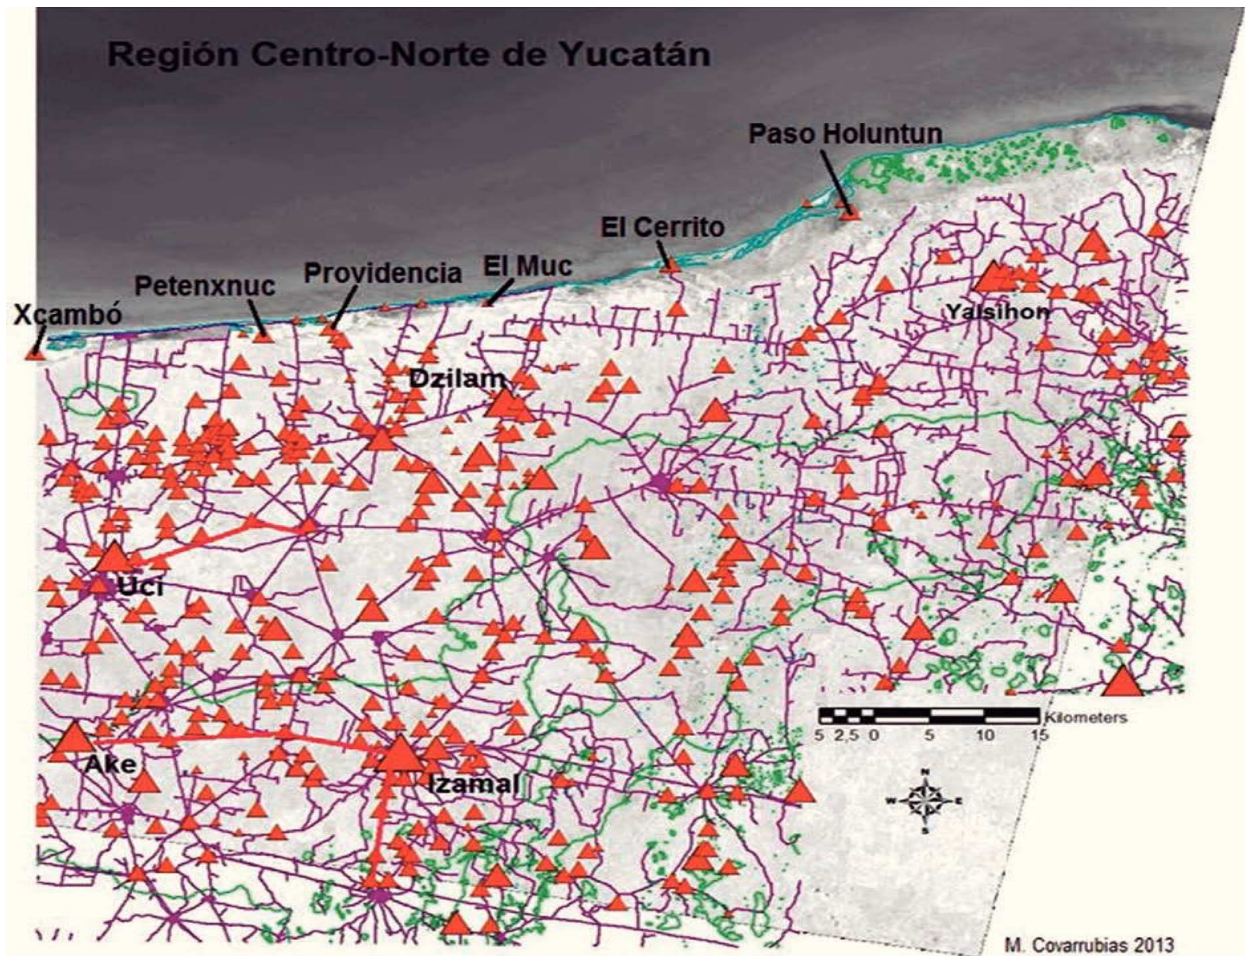 Región Centro-Norte de Yucatán
Paso Holuntun
El Cerrito
El Muc
Providencia
Petenxnuc
Xcambó
Yalsihon
Dzilam
Uci
Ake
Izamal
5 2,5 0 5 10 15 Kilometers
N
W E
S
M. Covarrubias 2013